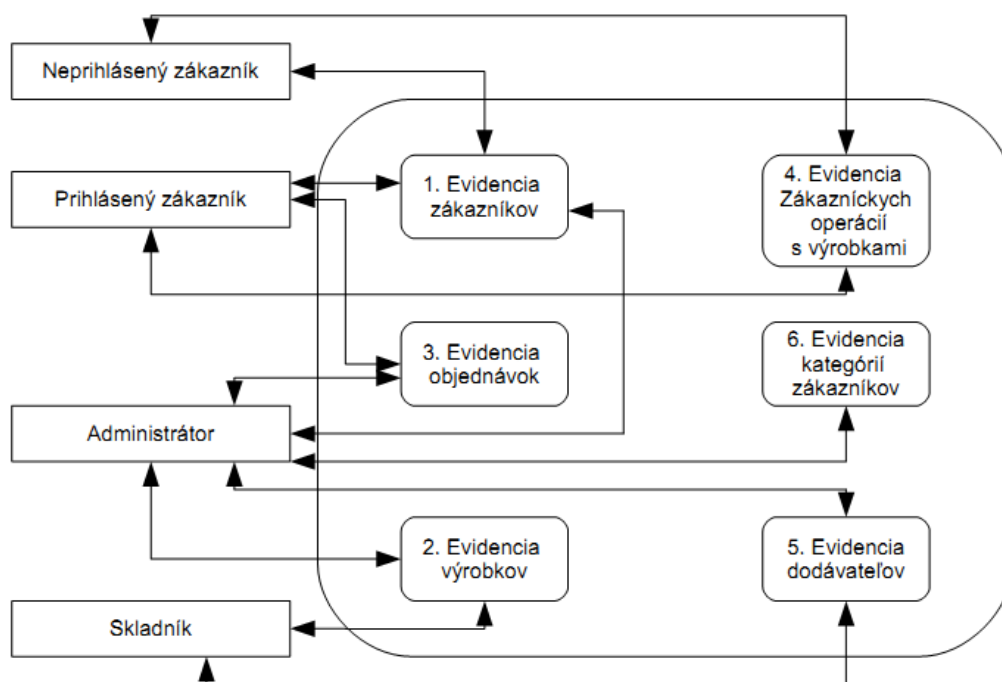 Neprihlásený zákazník
Prihlásený zákazník
1. Evidencia
zákazníkov
4. Evidencia
Zákazníckych
operácií
s výrobkami
3. Evidencia
objednávok
6. Evidencia
kategórií
zákazníkov
Administrátor
2. Evidencia
výrobkov
5. Evidencia
dodávateľov
Skladník